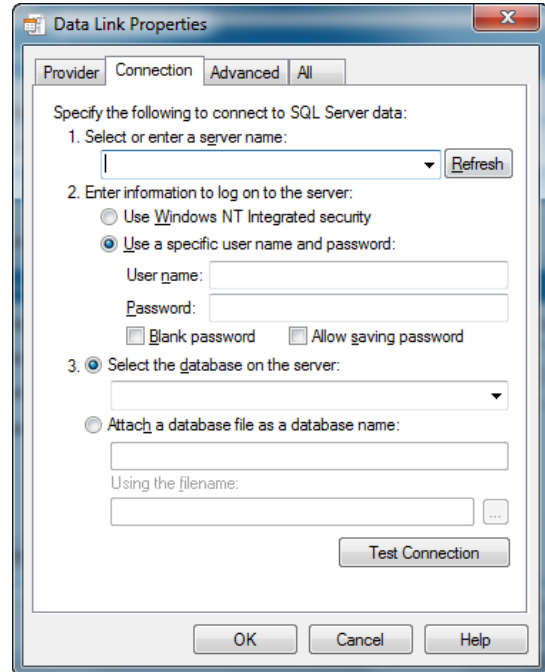 Data Link Properties
Provider Connection Advanced All
Specify the following to connect to SQL Server data:
1. Select or enter a server name:
Refresh
2. Enter information to log on to the server:
Use Windows NT Integrated security
Use a specific user name and password:
User name:
Password:
Blank password Allow saving password
3. Select the database on the server:
Attach a database file as a database name:
Using the filename:
...
Test Connection
OK Cancel Help